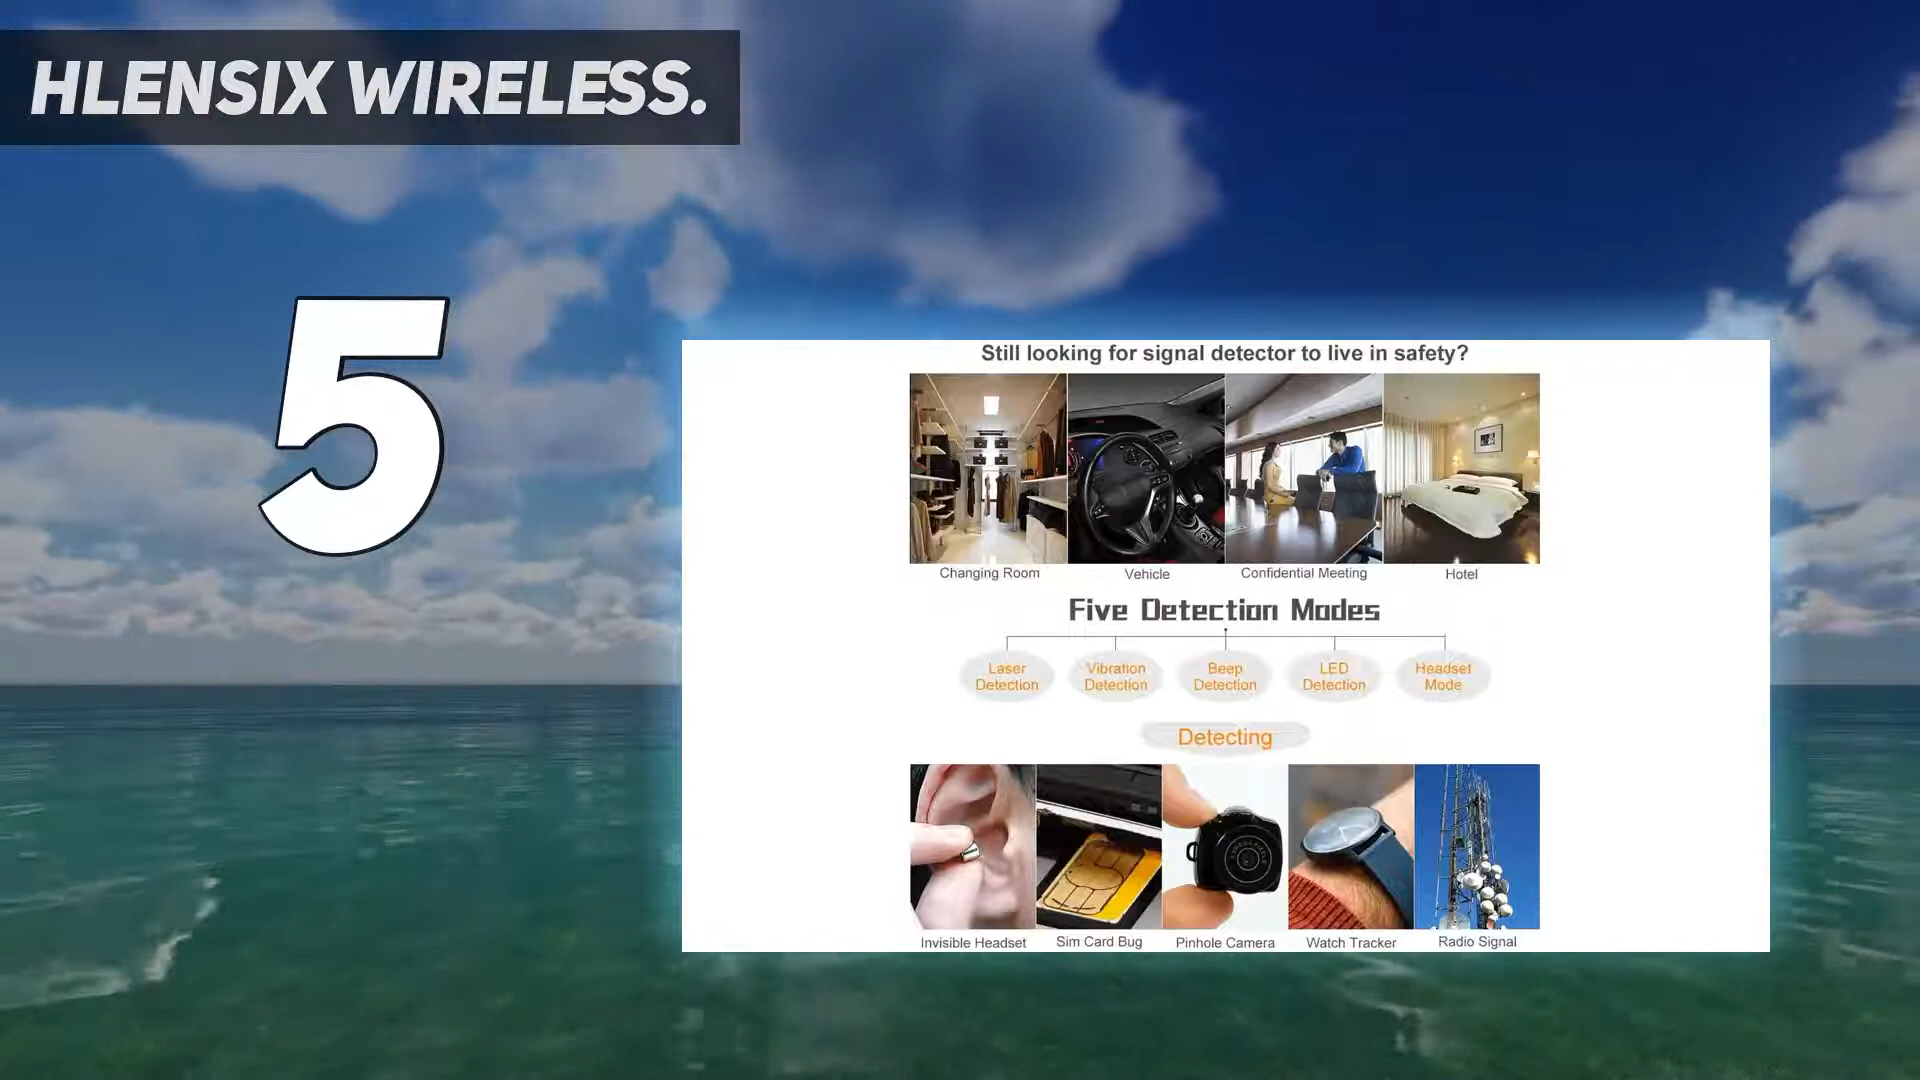 HLENSIX WIRELESS.
5
Still looking for signal detector to live in safety?
Changing Room Vehicle Confidential Meeting Hotel
Five Detection Modes
Laser Detection
Vibration Detection
Beep Detection
LED Detection
Headset Mode
Detecting
Invisible Headset Sim Card Bug Pinhole Camera Watch Tracker Radio Signal